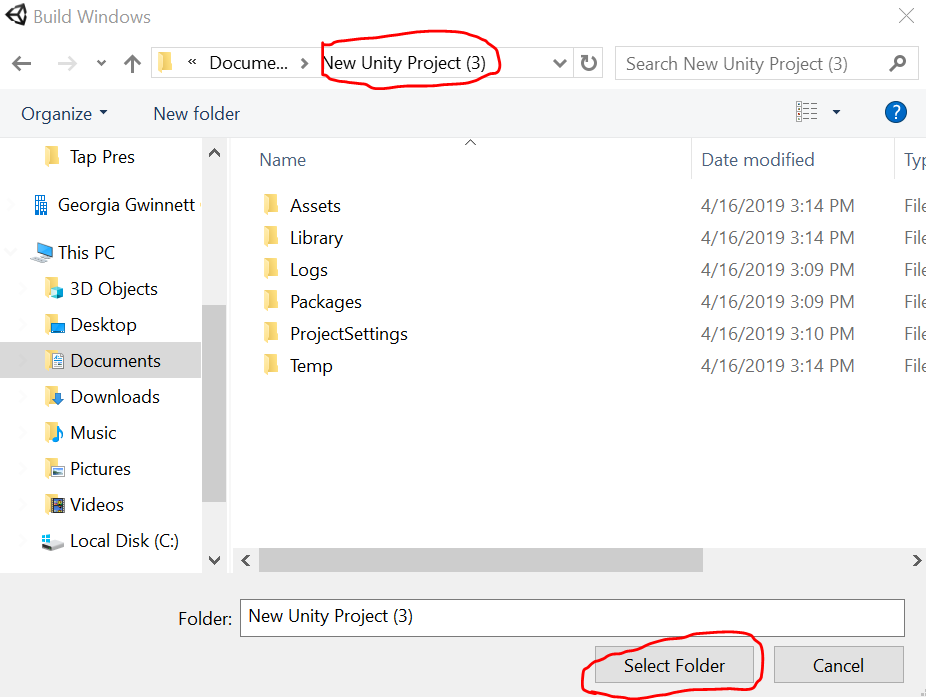 Build Windows
« Docume... > New Unity Project (3)
Search New Unity Project (3)
Organize
New folder
?
Tap Pres
Georgia Gwinnett
This PC
3D Objects
Desktop
Documents
Downloads
Music
Pictures
Videos
Local Disk (C:)
Name Date modified Typ
Assets 4/16/2019 3:14 PM File
Library 4/16/2019 3:14 PM File
Logs 4/16/2019 3:09 PM File
Packages 4/16/2019 3:09 PM File
ProjectSettings 4/16/2019 3:10 PM File
Temp 4/16/2019 3:14 PM File
Folder: New Unity Project (3)
Select Folder Cancel